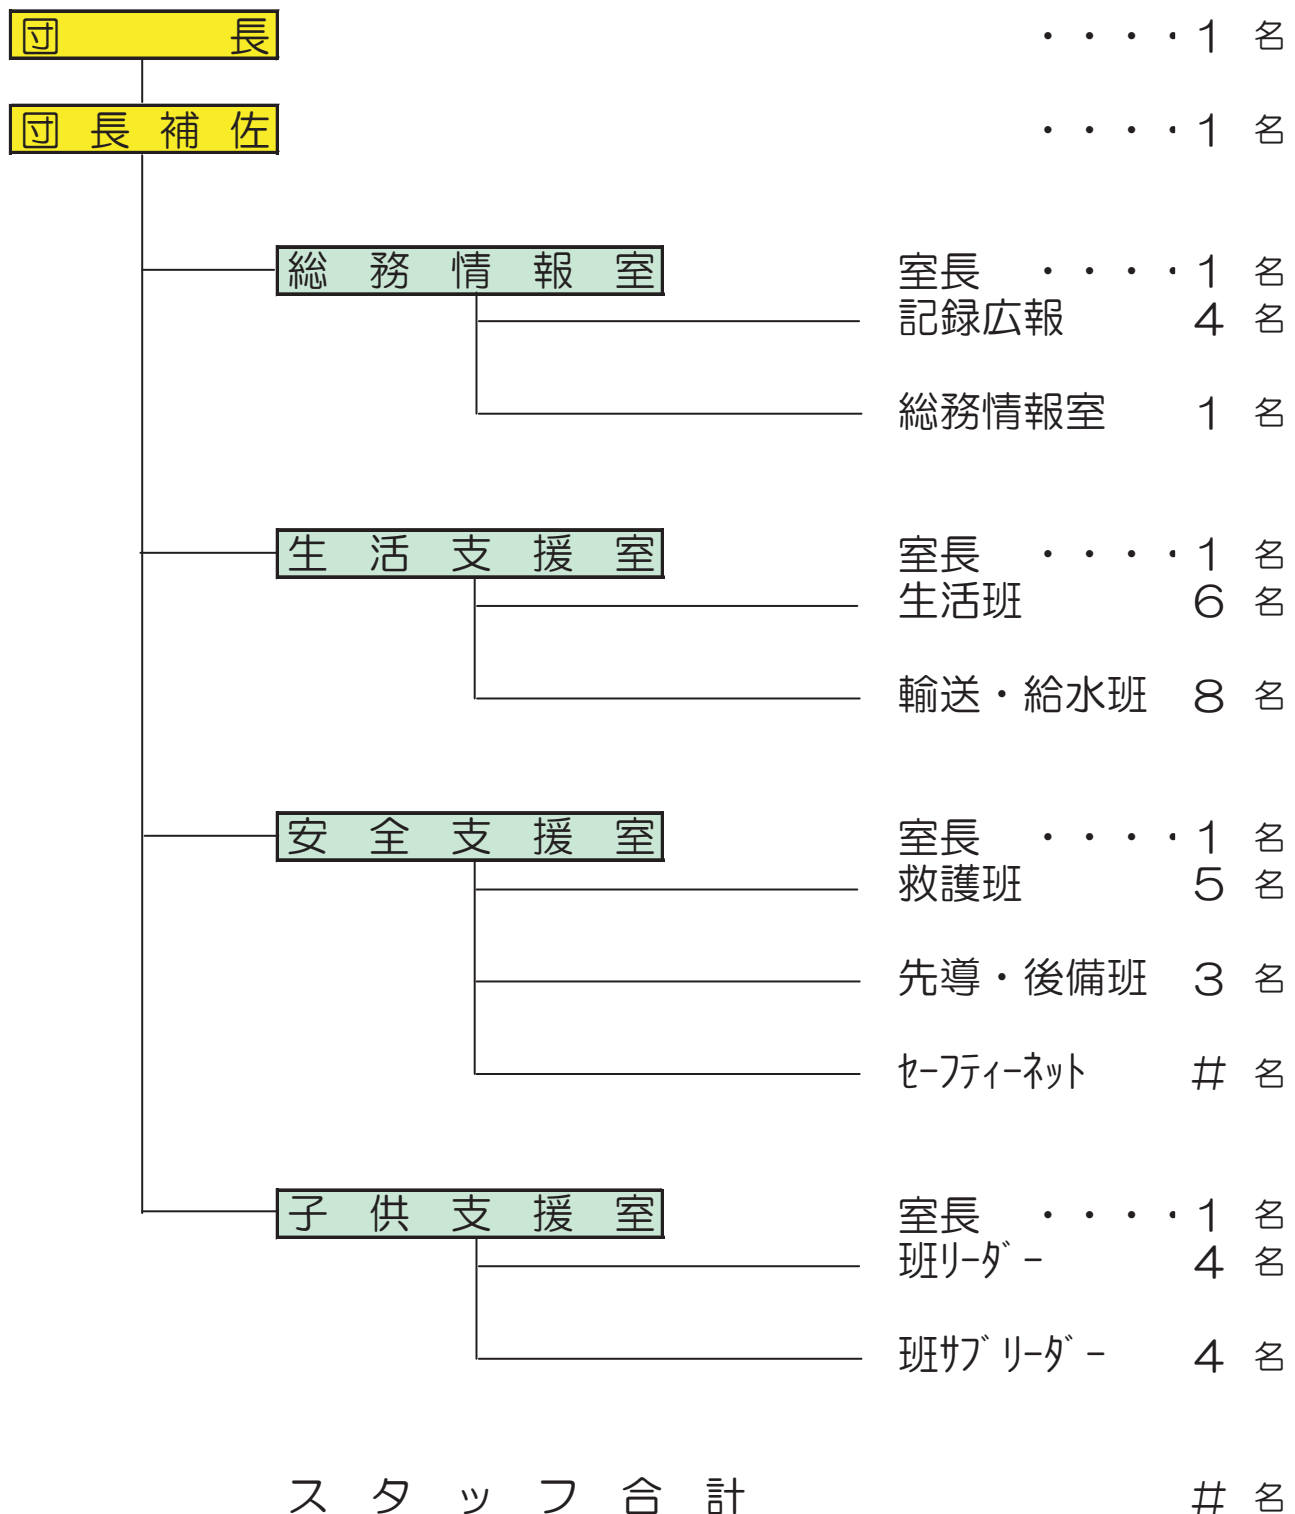 団長 ・・・・1 名
団長補佐 ・・・・1 名
総務情報室 室長 ・・・・1 名
記録広報 4 名
総務情報室 1 名
生活支援室 室長 ・・・・1 名
生活班 6 名
輸送・給水班 8 名
安全支援室 室長 ・・・・1 名
救護班 5 名
先導・後備班 3 名
ｾｰﾌﾃｨｰﾈｯﾄ # 名
子供支援室 室長 ・・・・1 名
班ﾘｰﾀﾞｰ 4 名
班ｻﾌﾞﾘｰﾀﾞｰ 4 名
スタッフ合計 # 名